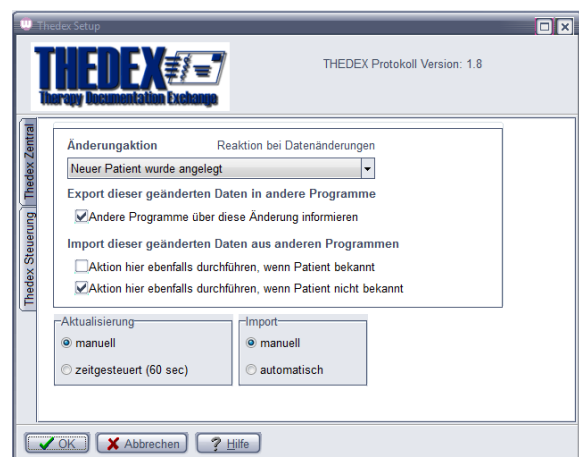 Thedex Setup
THEDEX
Therapy Documentation Exchange
THEDEX Protokoll Version: 1.8
Thedex Zentral
Thedex Steuerung
Änderungaktion Reaktion bei Datenänderungen
Neuer Patient wurde angelegt
Export dieser geänderten Daten in andere Programme
Andere Programme über diese Änderung informieren
Import dieser geänderten Daten aus anderen Programmen
Aktion hier ebenfalls durchführen, wenn Patient bekannt
Aktion hier ebenfalls durchführen, wenn Patient nicht bekannt
Aktualisierung
manuell
zeitgesteuert (60 sec)
Import
manuell
automatisch
OK Abbrechen ? Hilfe